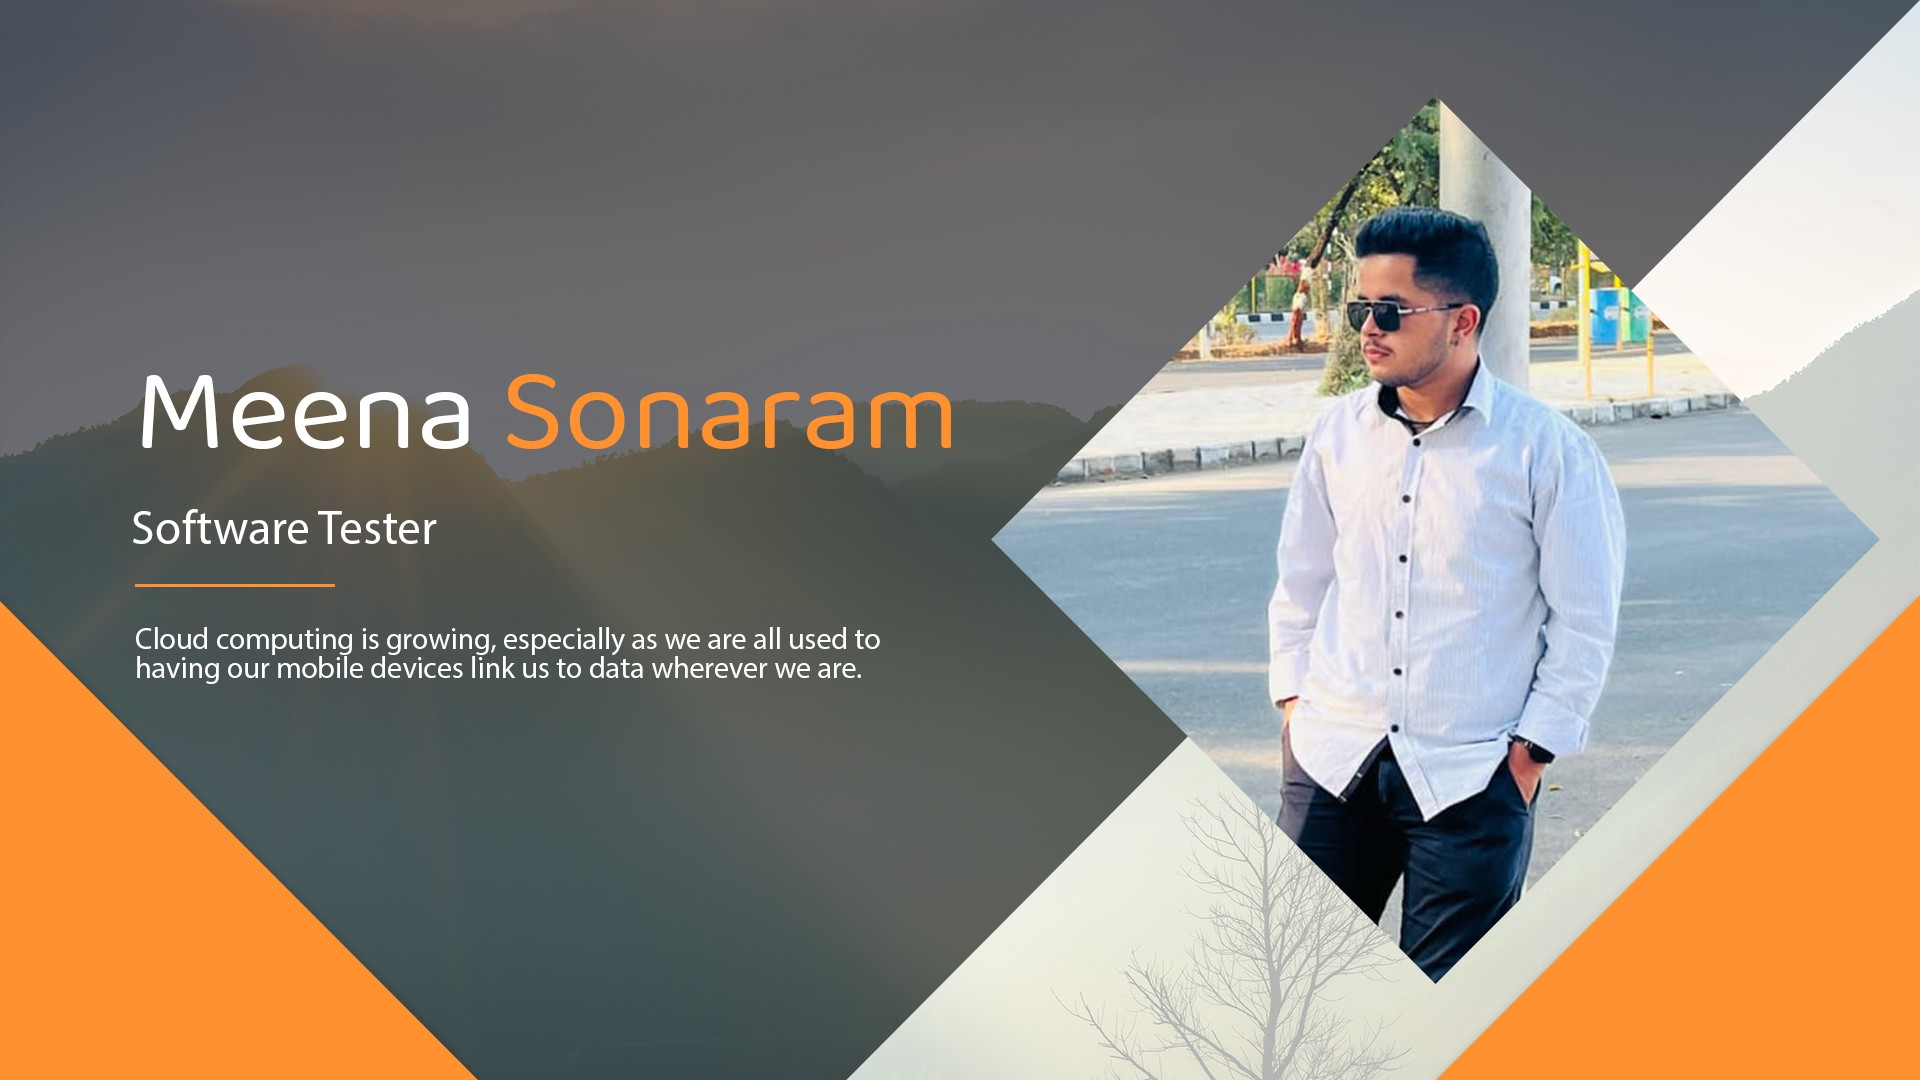 Meena Sonaram
Software Tester
Cloud computing is growing, especially as we are all used to
having our mobile devices link us to data wherever we are.